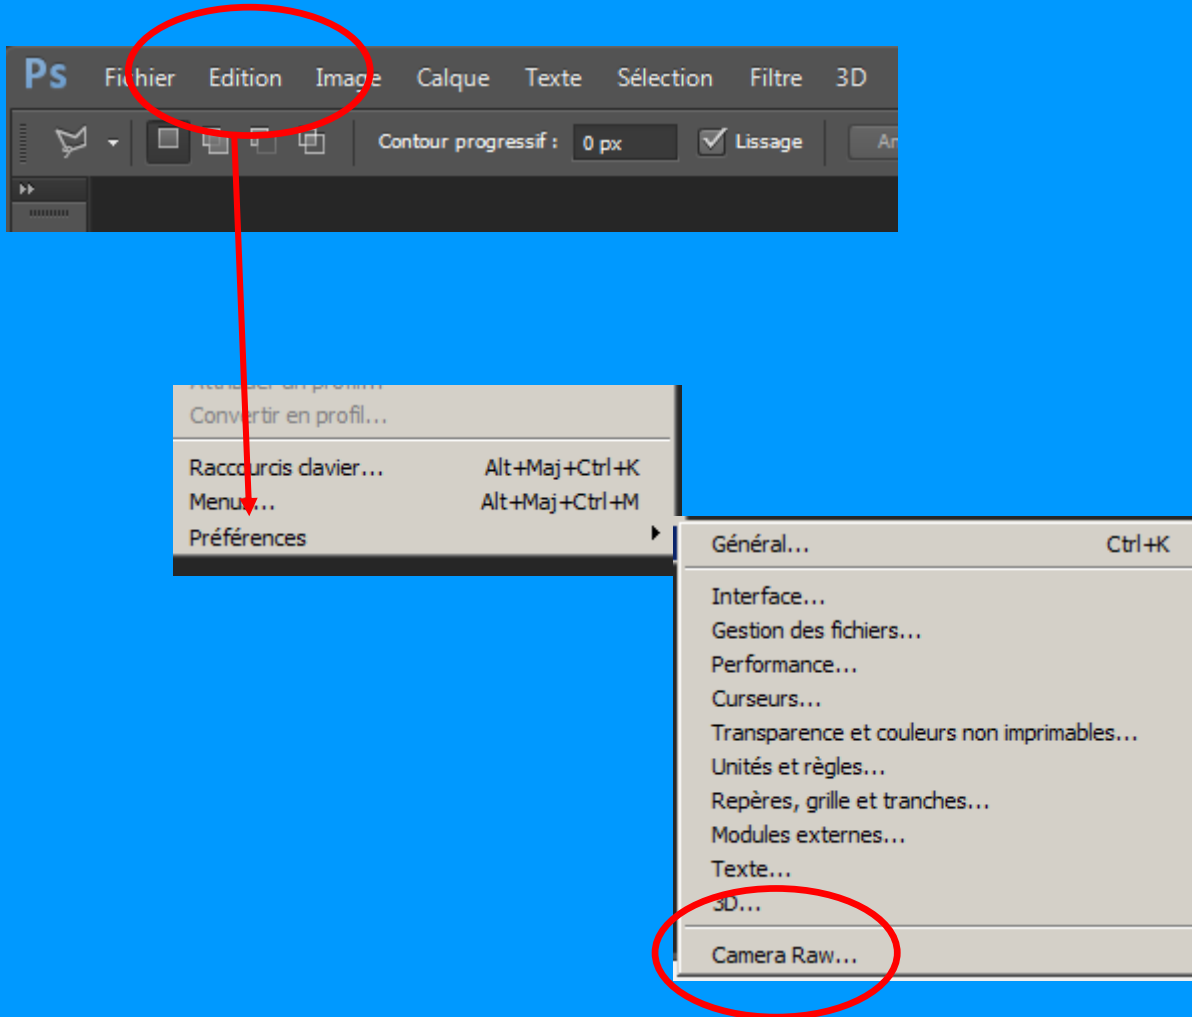 Ps Fichier Edition Image Calque Texte Sélection Filtre 3D
Contour progressif : 0 px Lissage
Convertir en profil...
Raccourcis clavier... Alt+Maj+Ctrl+K
Menus... Alt+Maj+Ctrl+M
Préférences
Général... Ctrl+K
Interface...
Gestion des fichiers...
Performance...
Curseurs...
Transparence et couleurs non imprimables...
Unités et règles...
Repères, grille et tranches...
Modules externes...
Texte...
3D...
Camera Raw...